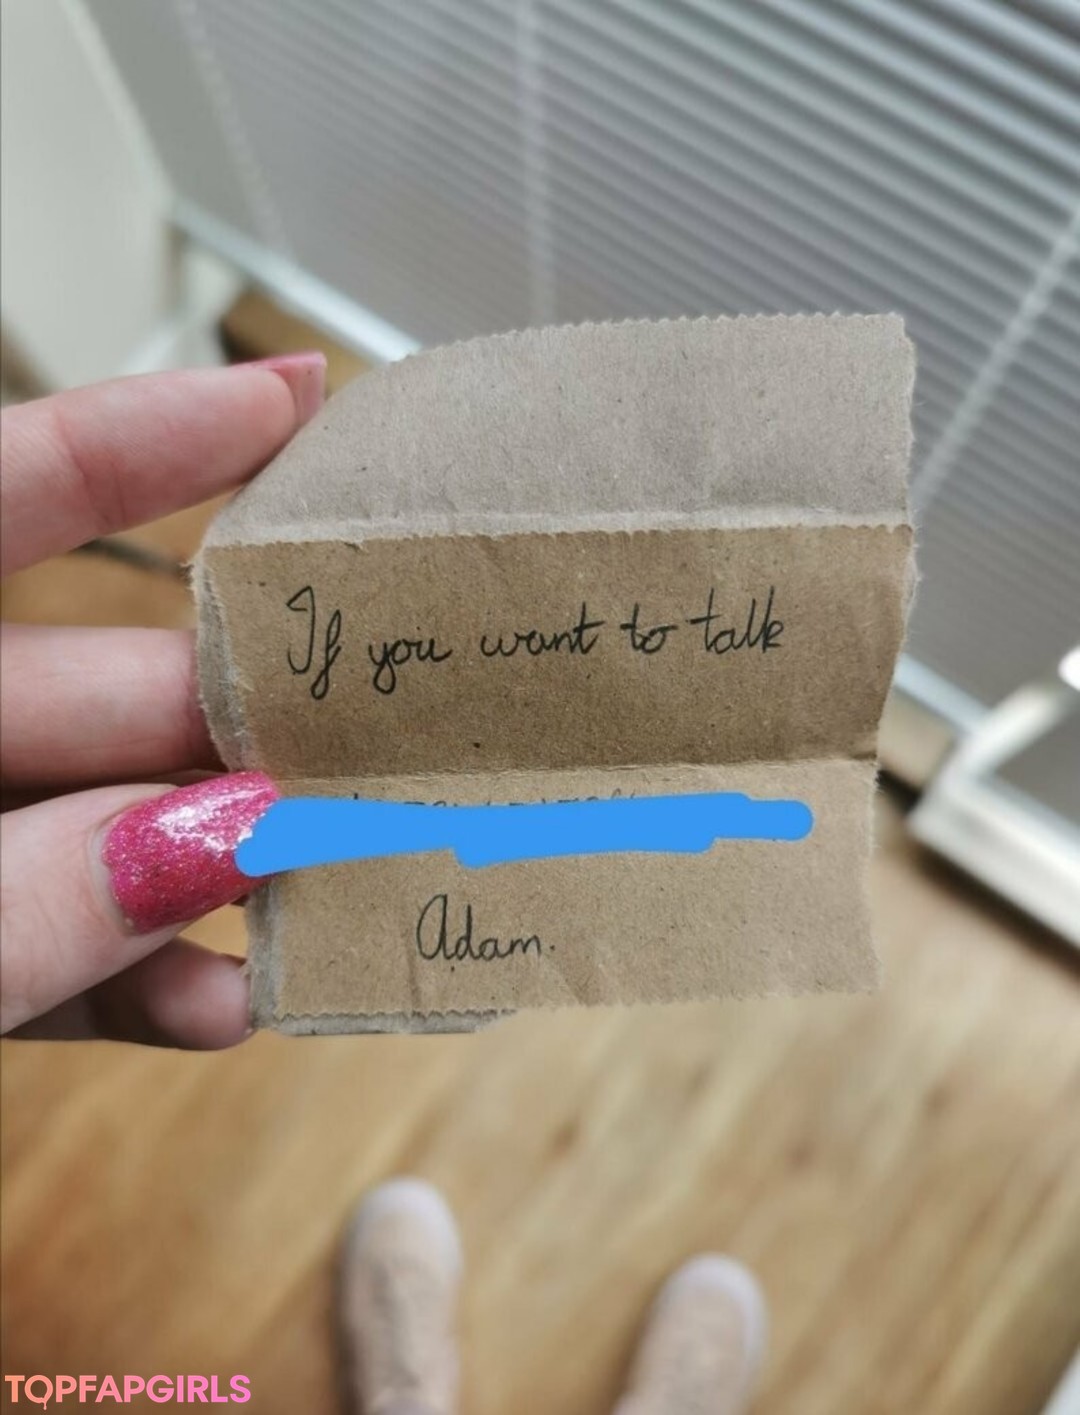 If you want to talk
Adam.
TOPFAPGIRLS